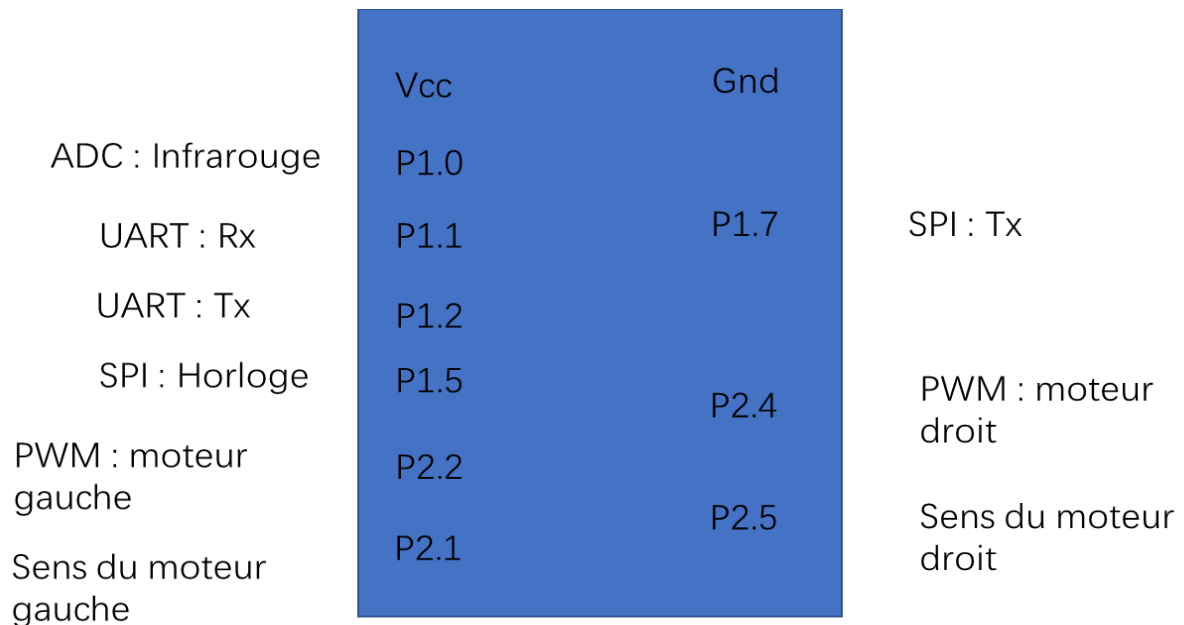 Vcc
Gnd
ADC : Infrarouge
P1.0
UART : Rx
P1.1
P1.7
SPI : Tx
UART : Tx
P1.2
SPI : Horloge
P1.5
P2.4
PWM : moteur
droit
PWM : moteur
gauche
P2.2
P2.5
Sens du moteur
droit
Sens du moteur
gauche
P2.1